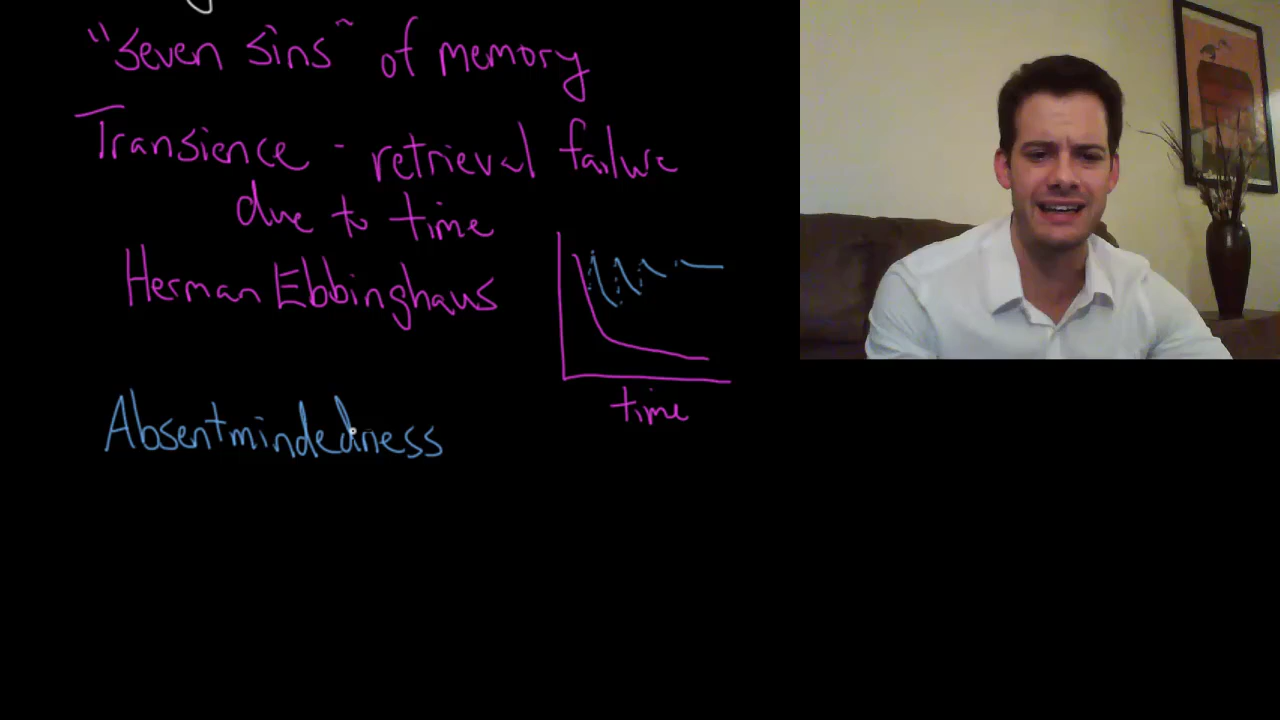 "Seven Sins" of memory
Transience - retrieval failure
due to time
Herman Ebbinghaus
time
Absentmindedness